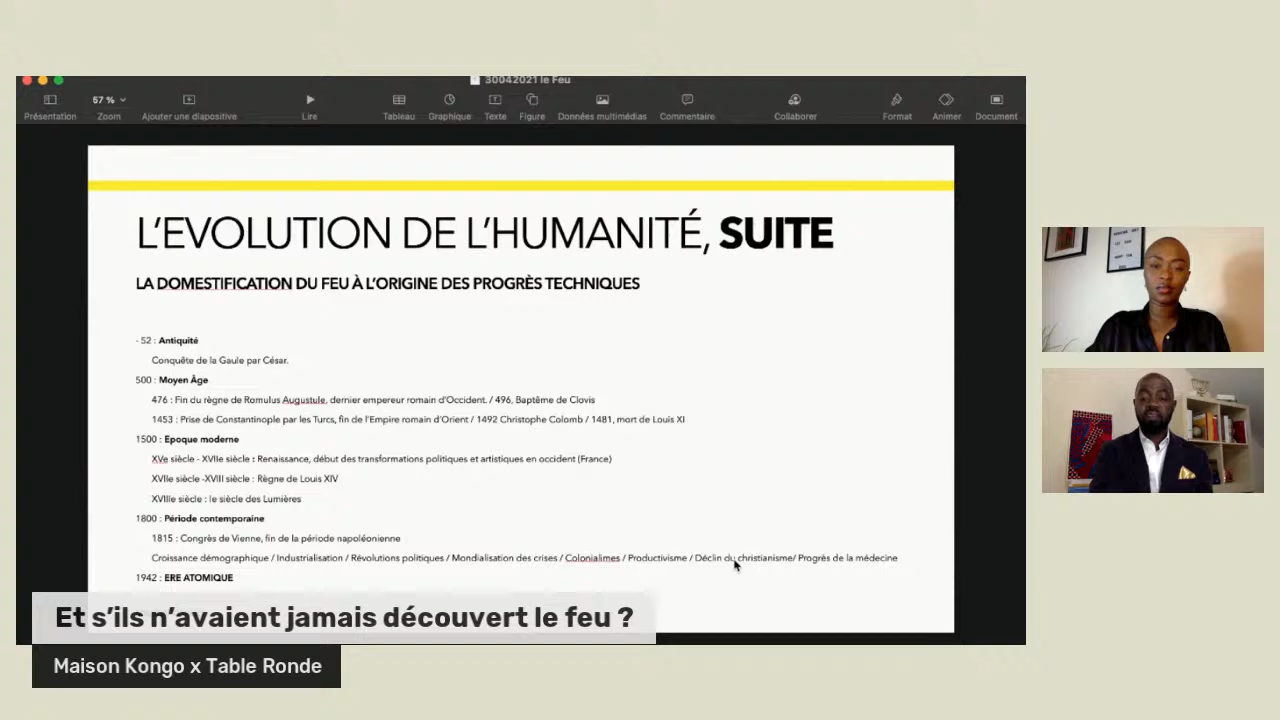 30042021 le Feu
57 %
Présentation
Zoom
Ajouter une diapositive
Lire
Tableau
Graphique
Texte
Figure
Données multimédias
Commentaire
Collaborer
Format
Animer
Document
L'EVOLUTION DE L'HUMANITÉ, SUITE
LA DOMESTIFICATION DU FEU À L'ORIGINE DES PROGRÈS TECHNIQUES
- 52 : Antiquité
Conquête de la Gaule par César.
500 : Moyen Âge
476 : Fin du règne de Romulus Augustule, dernier empereur romain d'Occident. / 496, Baptême de Clovis
1453 : Prise de Constantinople par les Turcs, fin de l'Empire romain d'Orient / 1492 Christophe Colomb / 1481, mort de Louis XI
1500 : Epoque moderne
XVe siècle - XVIIe siècle : Renaissance, début des transformations politiques et artistiques en occident (France)
XVIIe siècle -XVIII siècle : Règne de Louis XIV
XVIIIe siècle : le siècle des Lumières
1800 : Période contemporaine
1815 : Congrès de Vienne, fin de la période napoléonienne
Croissance démographique / Industrialisation / Révolutions politiques / Mondialisation des crises / Colonialimes / Productivisme / Déclin du christianisme/ Progrès de la médecine
1942 : ERE ATOMIQUE
Et s'ils n'avaient jamais découvert le feu ?
Maison Kongo x Table Ronde